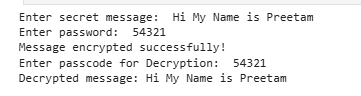 Enter secret message:  Hi My Name is Preetam
Enter password:  54321
Message encrypted successfully!
Enter passcode for Decryption:  54321
Decrypted message: Hi My Name is Preetam